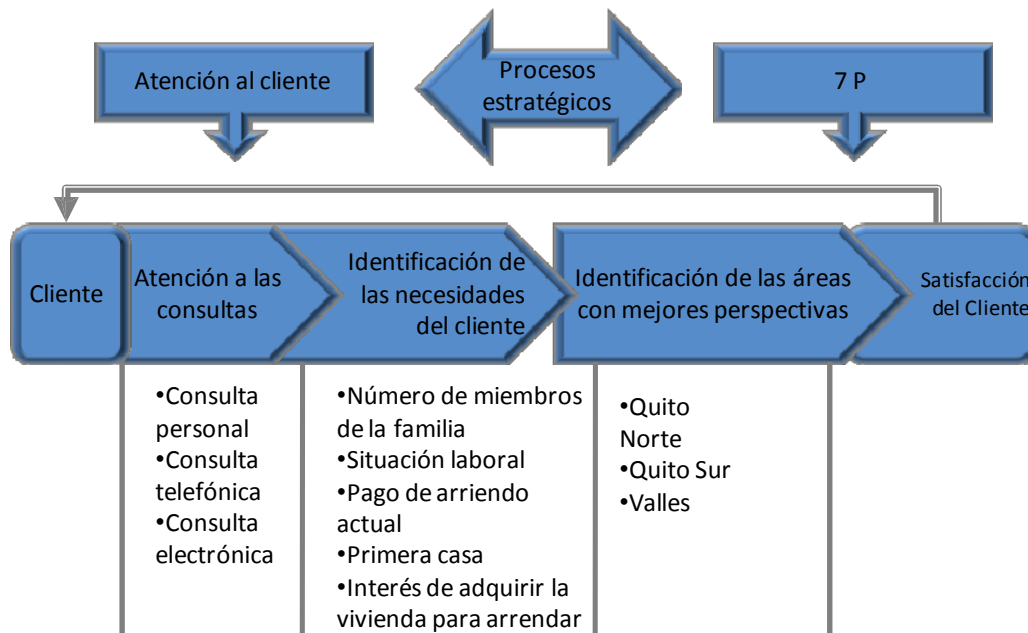 Atención al cliente
Procesos
estratégicos
7 P
Cliente
Atención a las
consultas
Identificación de
las necesidades
del cliente
Identificación de las áreas
con mejores perspectivas
Satisfacción
del Cliente
•Consulta
personal
•Consulta
telefónica
•Consulta
electrónica
•Número de miembros
de la familia
•Situación laboral
•Pago de arriendo
actual
•Primera casa
•Interés de adquirir la
vivienda para arrendar
•Quito
Norte
•Quito Sur
•Valles